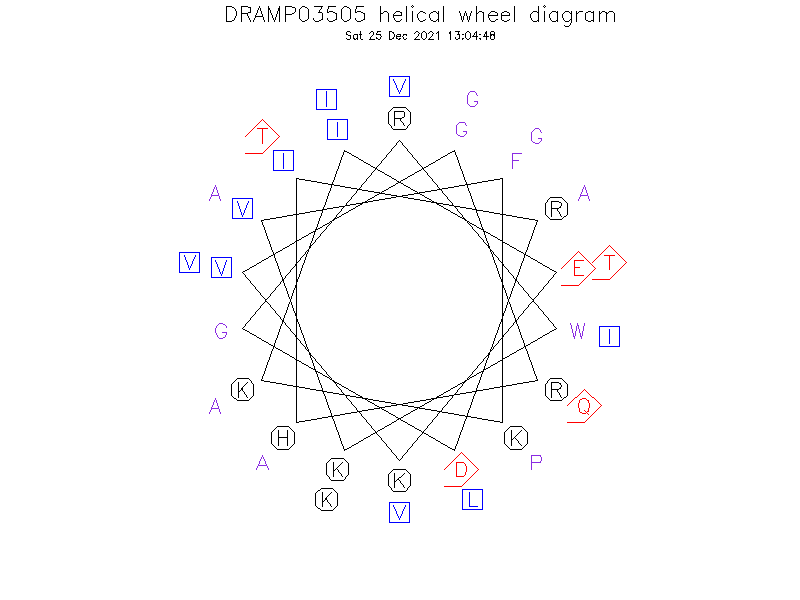 DRAMP03505 helical wheel diagram
Sat 25 Dec 2021 13:04:48
V
I G
R
I G
T G
I F
A A
V R
V V E T
G W I
K R
A Q
H K
A P
K D
K K
K L
V